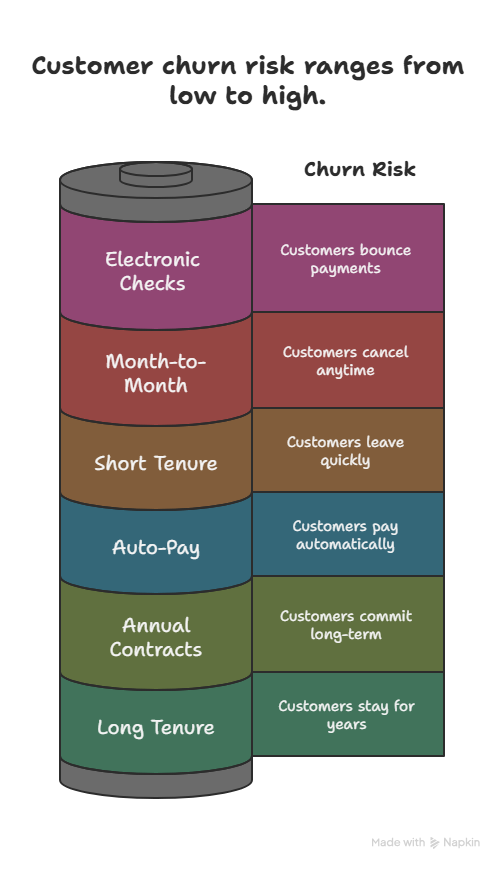 Customer churn risk ranges from
low to high.
Churn Risk
Electronic
Checks
Customers bounce
payments
Month-to-
Month
Customers cancel
anytime
Short Tenure
Customers leave
quickly
Auto-Pay
Customers pay
automatically
Annual
Contracts
Customers commit
long-term
Long Tenure
Customers stay for
years
Made with Napkin